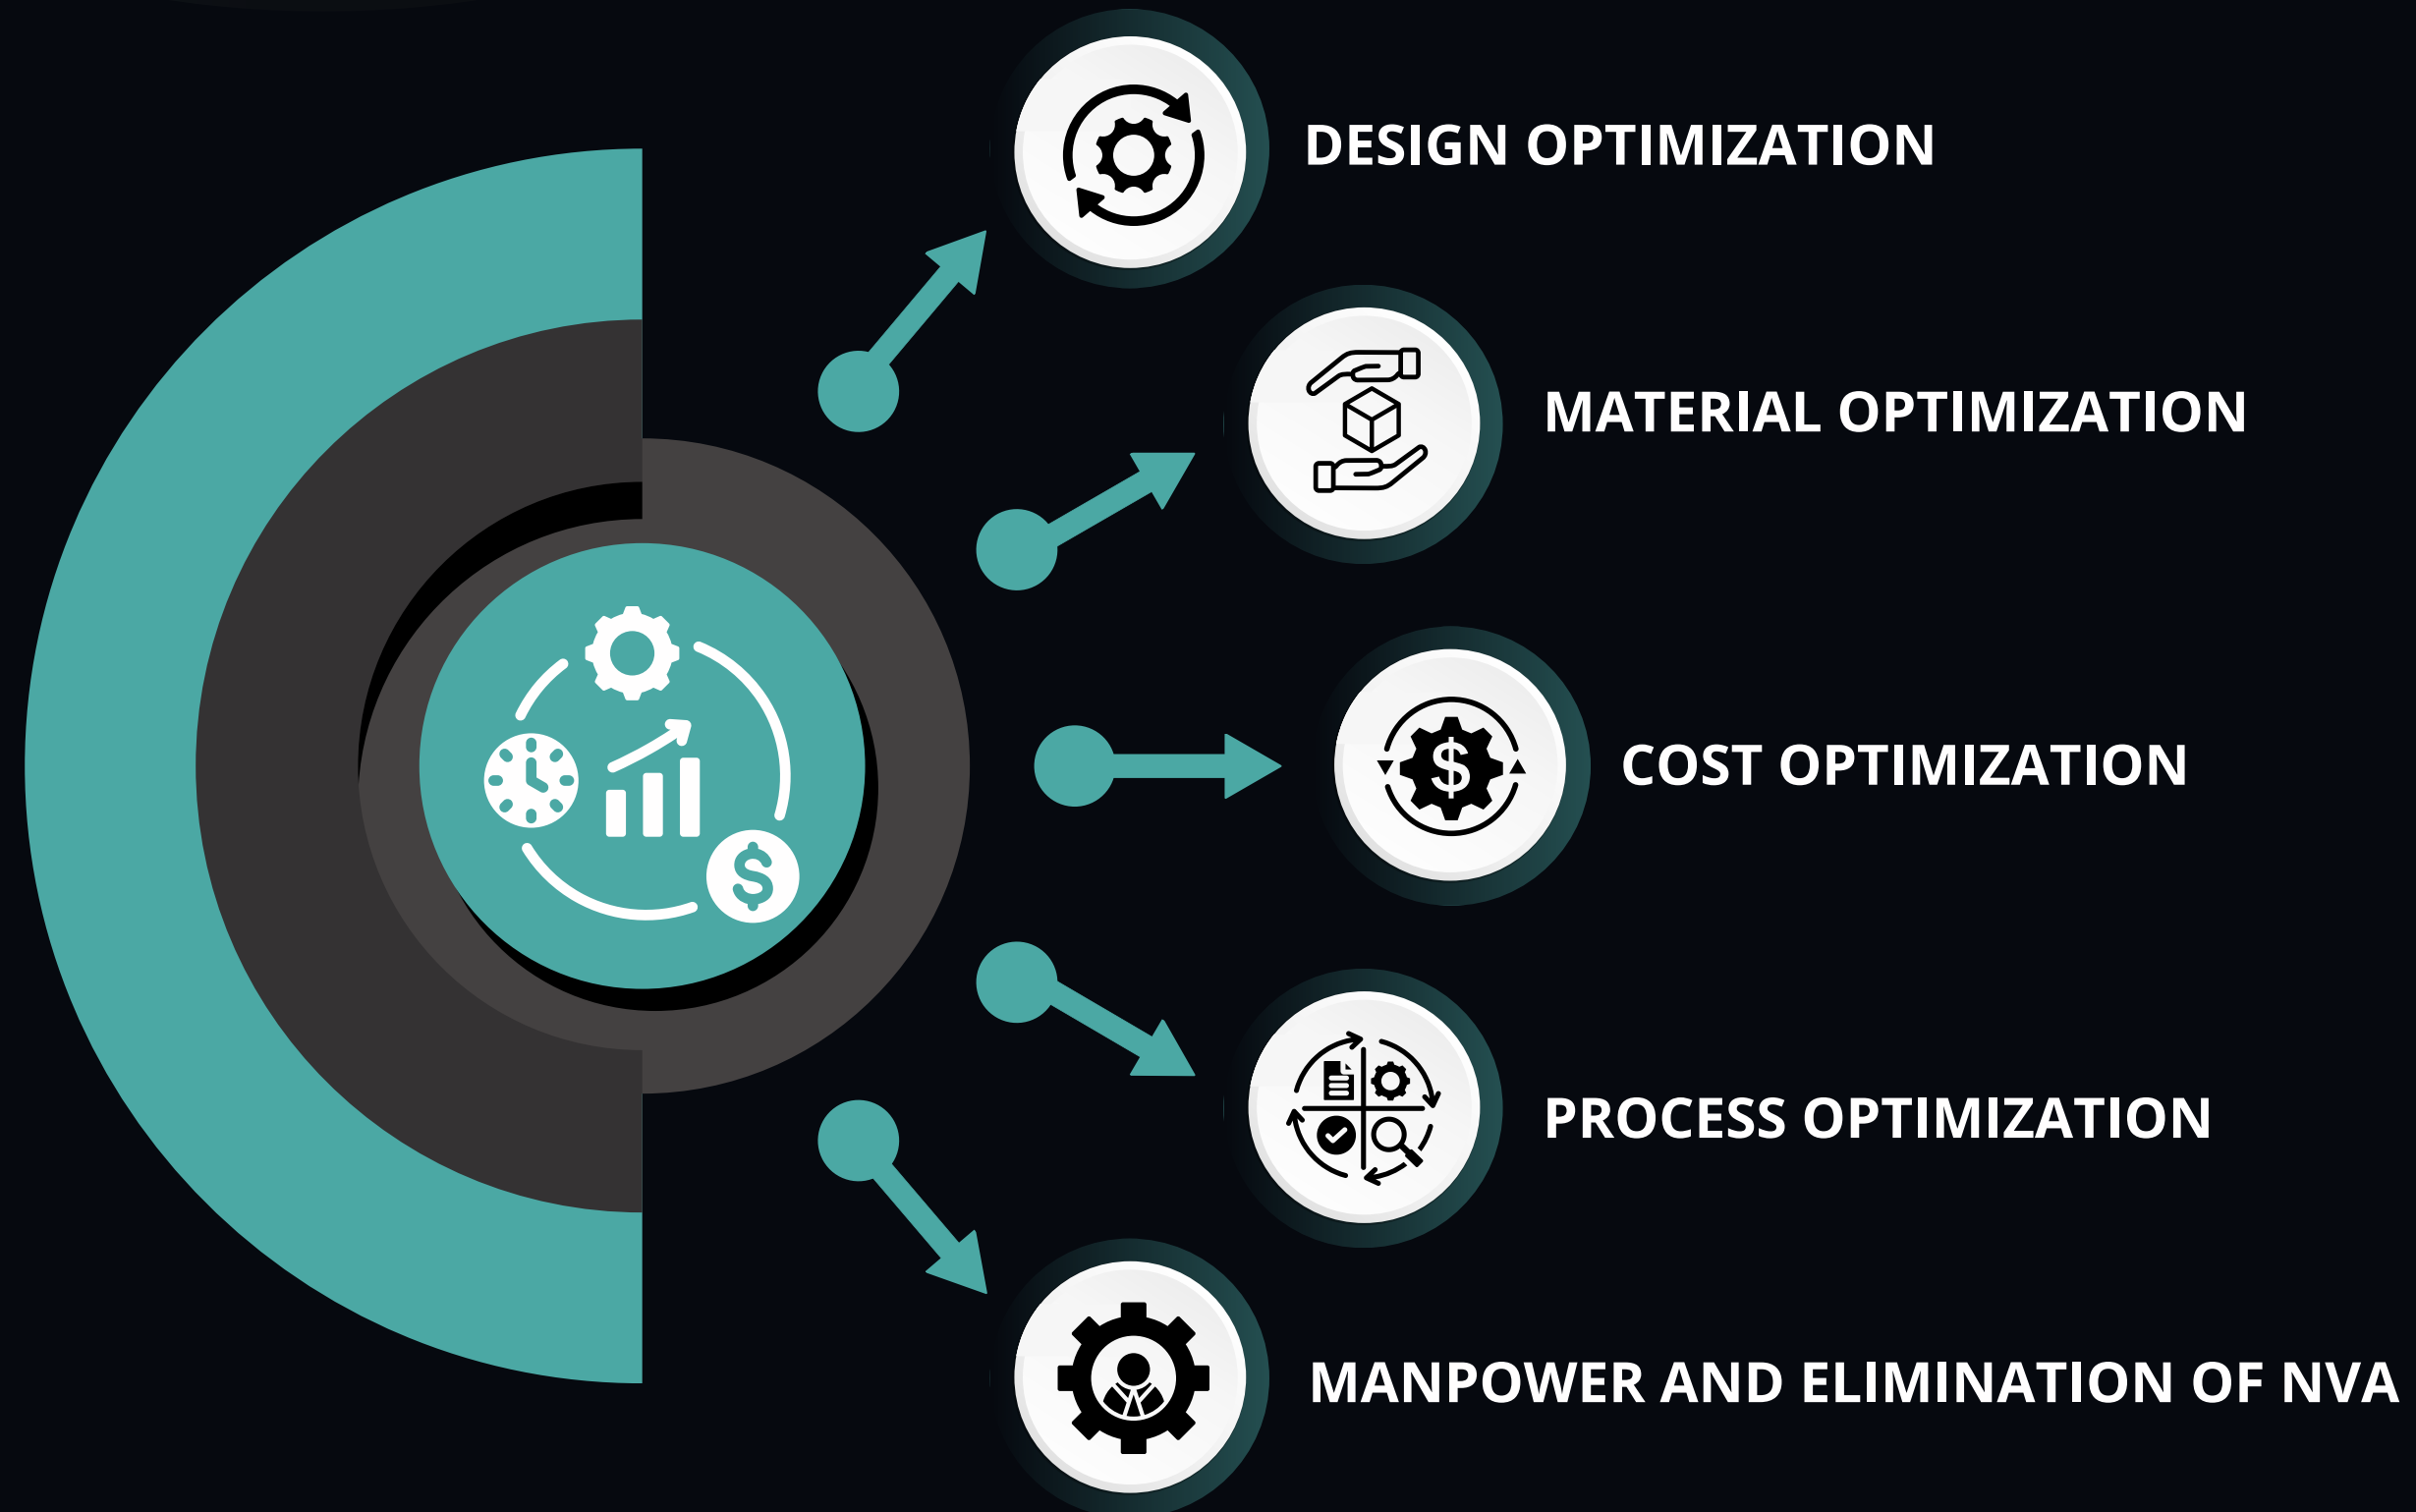 DESIGN OPTIMIZATION
MATERIAL OPTIMIZATION
COST OPTIMIZATION
PROCESS OPTIMIZATION
MANPOWER AND ELIMINATION OF NVA